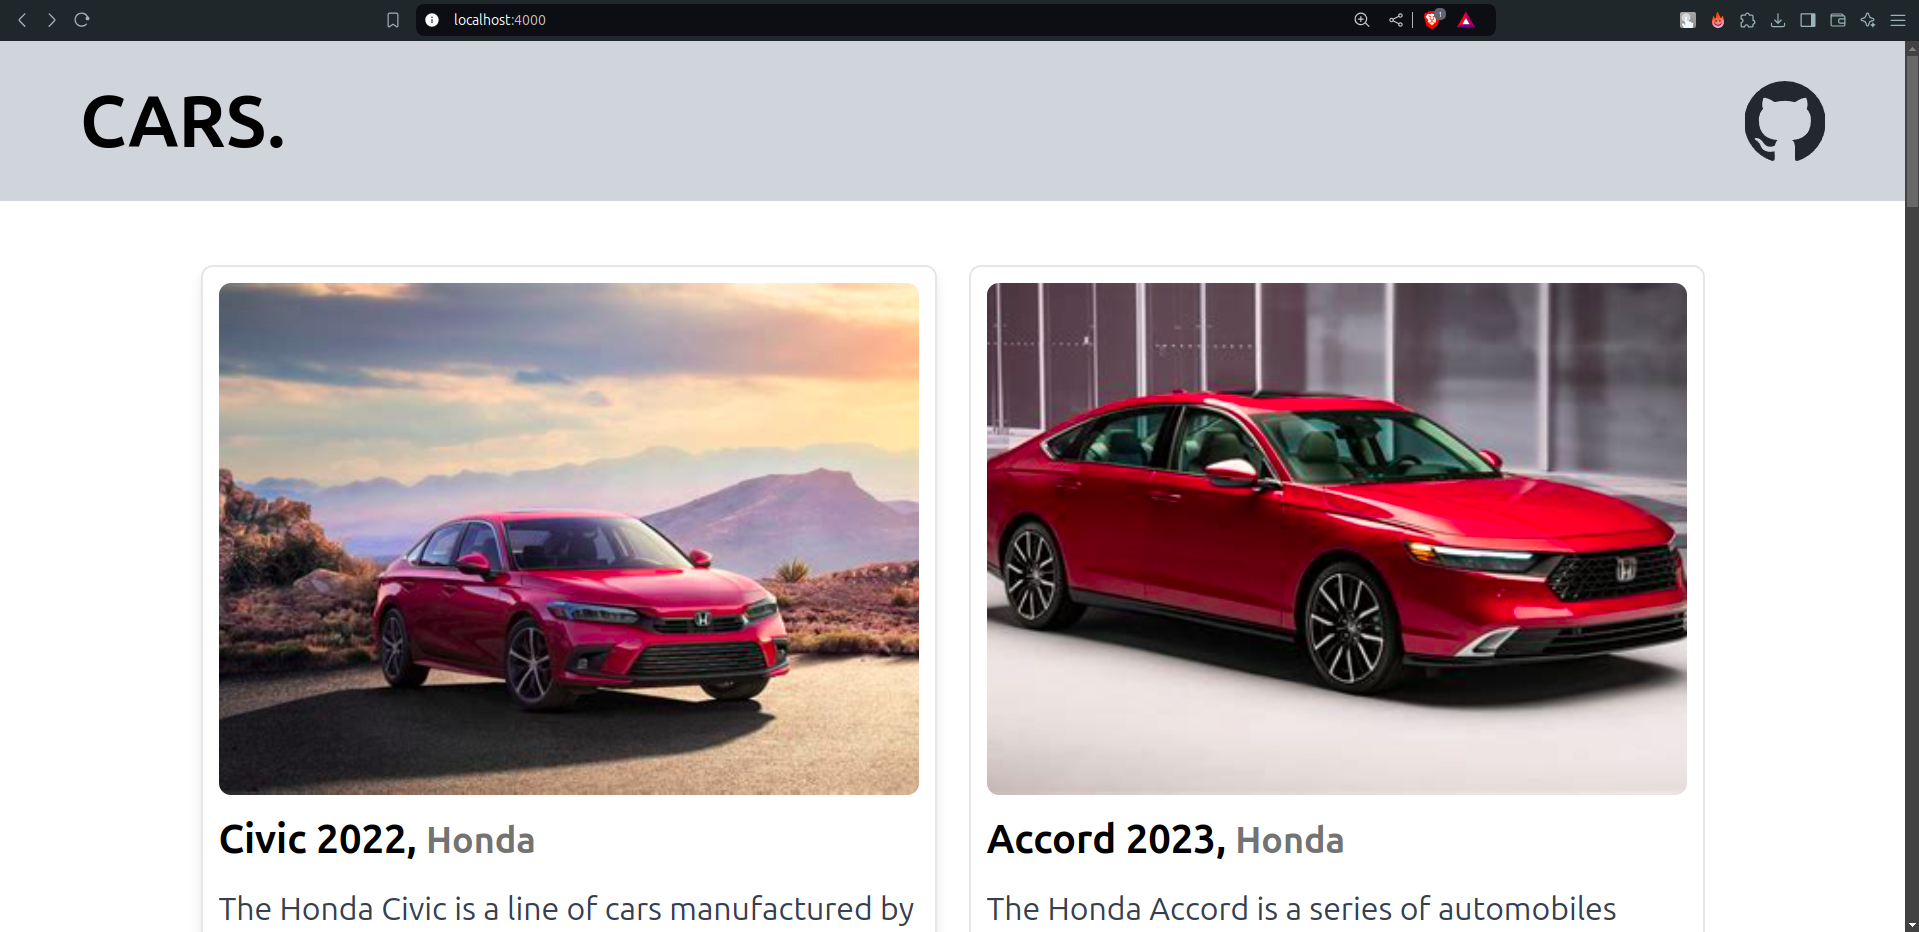 localhost:4000
1
CARS.
Civic 2022, Honda
The Honda Civic is a line of cars manufactured by
Accord 2023, Honda
The Honda Accord is a series of automobiles